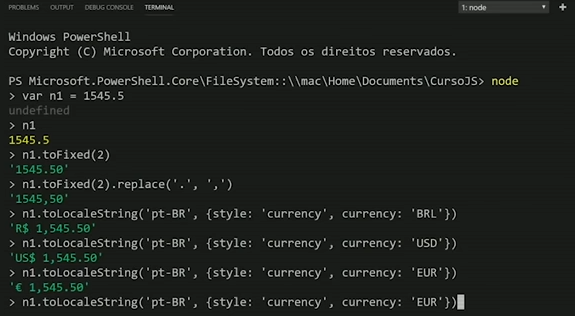 PROBLEMS OUTPUT DEBUG CONSOLE TERMINAL 1: node
Windows PowerShell
Copyright (C) Microsoft Corporation. Todos os direitos reservados.
PS Microsoft.PowerShell.Core\FileSystem::\\mac\Home\Documents\CursoJS> node
> var n1 = 1545.5
undefined
> n1
1545.5
> n1.toFixed(2)
'1545.50'
> n1.toFixed(2).replace('.', ',')
'1545,50'
> n1.toLocaleString('pt-BR', {style: 'currency', currency: 'BRL'})
'R$ 1,545.50'
> n1.toLocaleString('pt-BR', {style: 'currency', currency: 'USD'})
'US$ 1,545.50'
> n1.toLocaleString('pt-BR', {style: 'currency', currency: 'EUR'})
'€ 1,545.50'
> n1.toLocaleString('pt-BR', {style: 'currency', currency: 'EUR'})